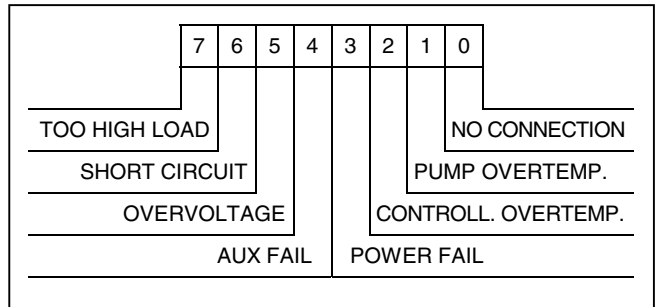 7 6 5 4 3 2 1 0
TOO HIGH LOAD NO CONNECTION
SHORT CIRCUIT PUMP OVERTEMP.
OVERVOLTAGE CONTROLL. OVERTEMP.
AUX FAIL POWER FAIL